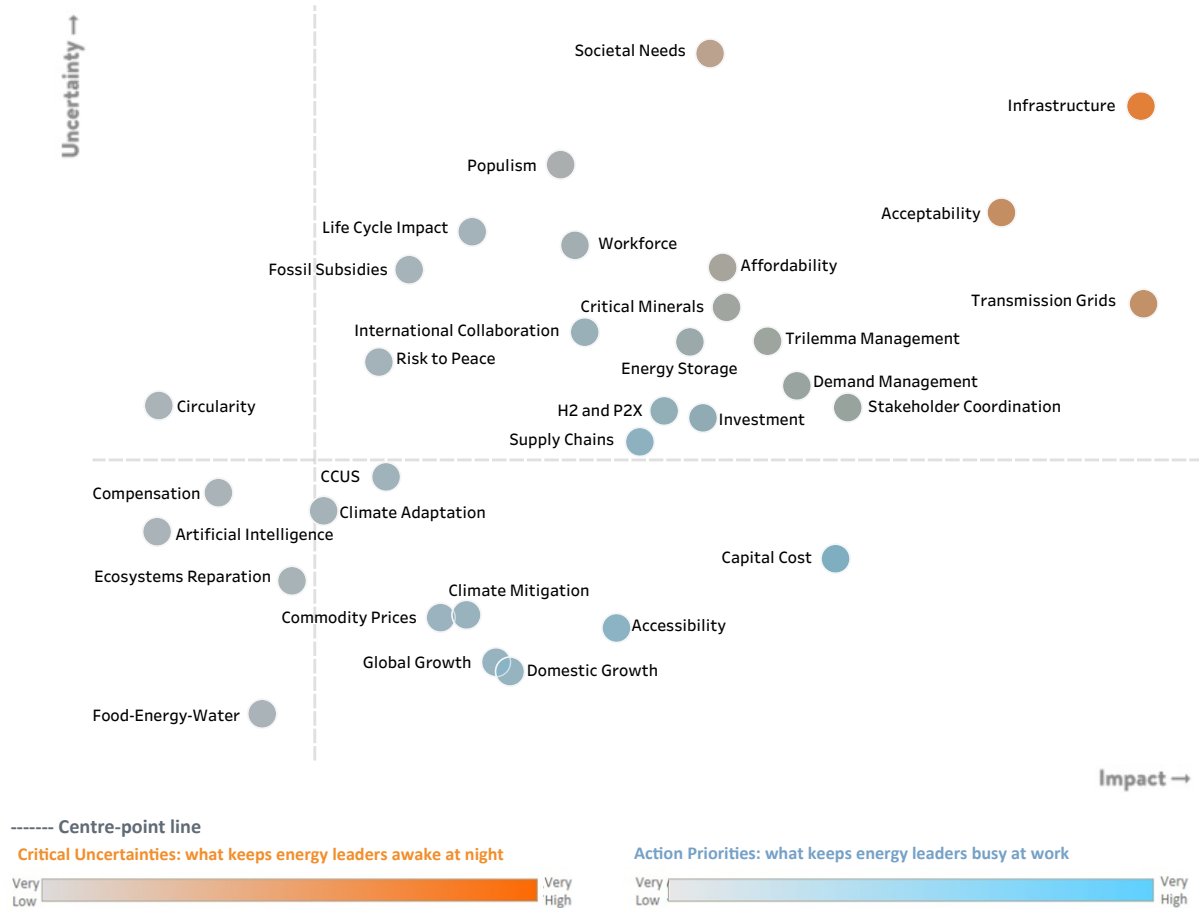 Uncertainty →
Societal Needs
Infrastructure
Populism
Acceptability
Life Cycle Impact
Workforce
Fossil Subsidies
Affordability
Transmission Grids
Critical Minerals
International Collaboration
Trilemma Management
Risk to Peace
Energy Storage
Demand Management
Circularity
H2 and P2X
Stakeholder Coordination
Investment
Supply Chains
CCUS
Compensation
Climate Adaptation
Artificial Intelligence
Capital Cost
Ecosystems Reparation
Climate Mitigation
Commodity Prices
Accessibility
Global Growth
Domestic Growth
Food-Energy-Water
Impact →
------- Centre-point line
Critical Uncertainties: what keeps energy leaders awake at night
Very
Low
Very
High
Action Priorities: what keeps energy leaders busy at work
Very
Low
Very
High